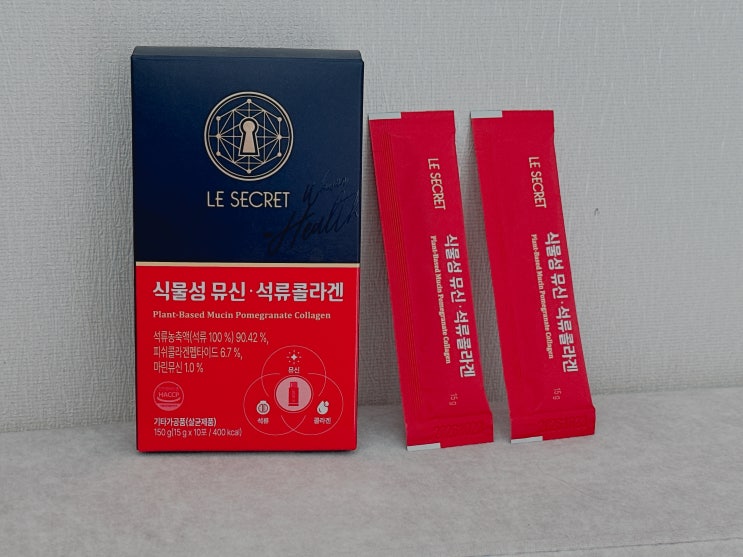 LE SECRET
a
Health
식물성 뮤신·석류콜라겐
Plant-Based Mucin Pomegranate Collagen
석류농축액(석류 100 %) 90.42 %,
피쉬콜라겐펩타이드 6.7 %,
마린뮤신 1.0 %
뮤신
HACCP
석류
콜라겐
기타가공품(살균제품)
150 g(15 g x 10포 / 400 kcal)
LE SECRET
식물성 뮤신·석류콜라겐
Plant-Based Mucin Pomegranate Collagen
15 g
LE SECRET
식물성 뮤신·석류콜라겐
Plant-Based Mucin Pomegranate Collagen
15 g